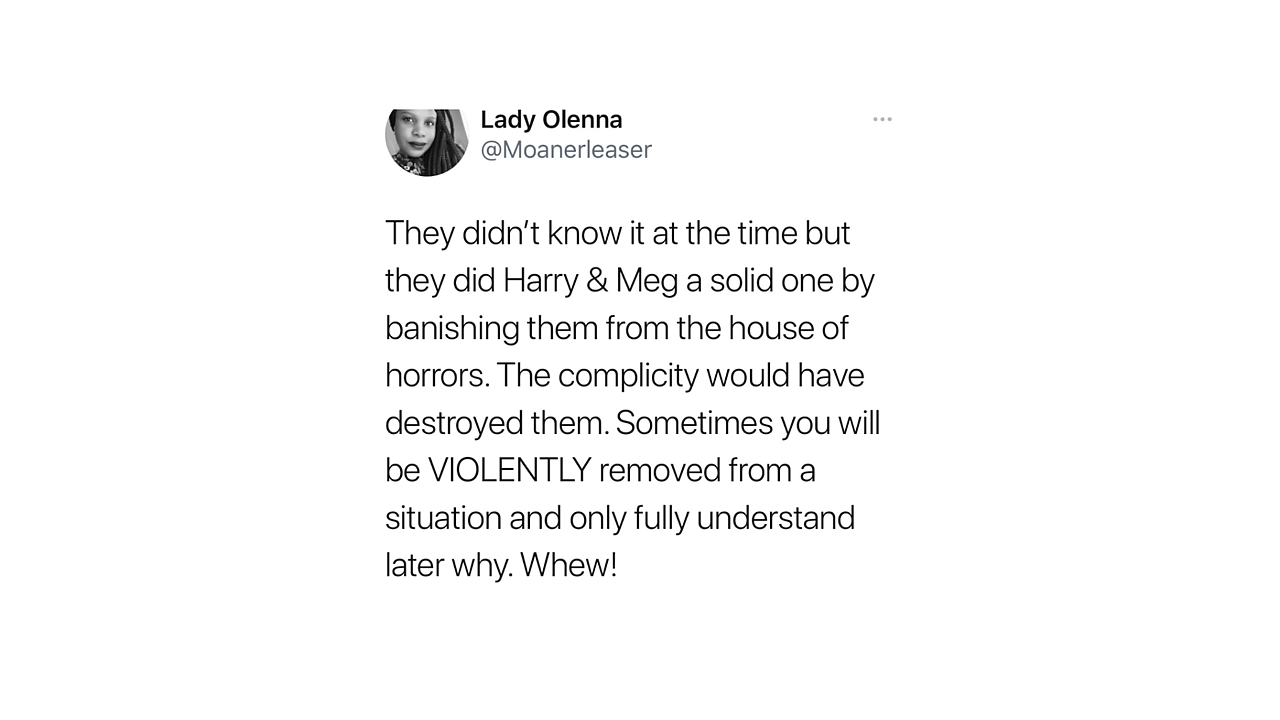 Lady Olenna
@Moanerleaser
They didn’t know it at the time but
they did Harry & Meg a solid one by
banishing them from the house of
horrors. The complicity would have
destroyed them. Sometimes you will
be VIOLENTLY removed from a
situation and only fully understand
later why. Whew!